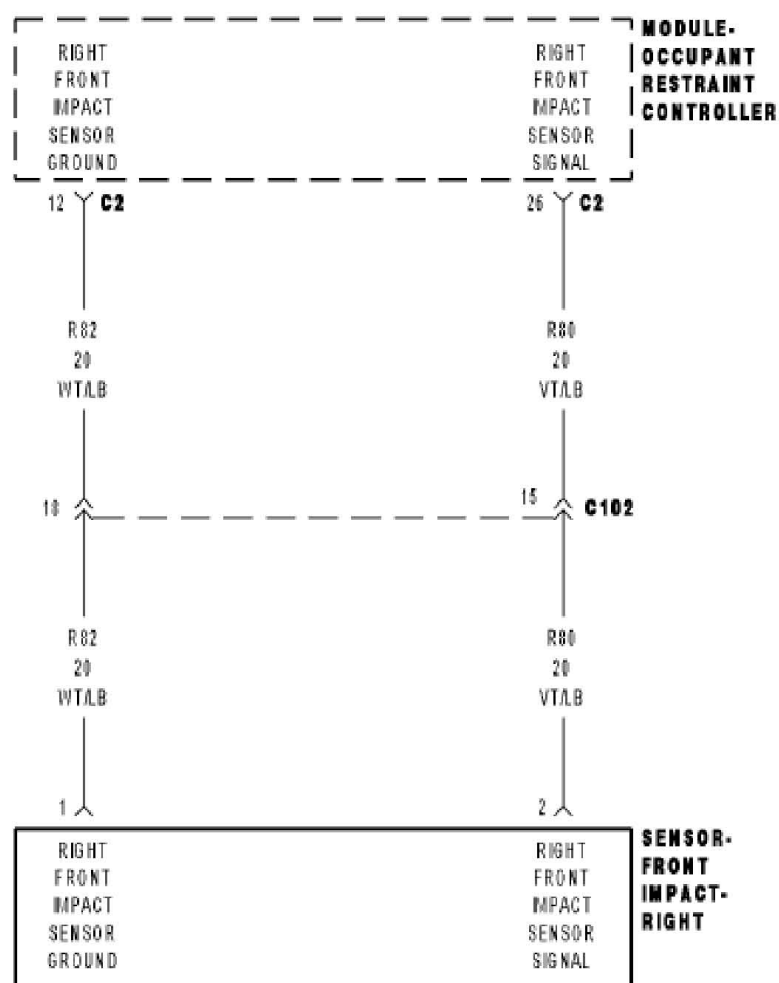 MODULE-
OCCUPANT
RESTRAINT
CONTROLLER
RIGHT
FRONT
IMPACT
SENSOR
GROUND
RIGHT
FRONT
IMPACT
SENSOR
SIGNAL
12 C2
26 C2
R82
20
WT/LB
R80
20
VT/LB
18
15 C102
R82
20
WT/LB
R80
20
VT/LB
1
2
RIGHT
FRONT
IMPACT
SENSOR
GROUND
RIGHT
FRONT
IMPACT
SENSOR
SIGNAL
SENSOR-
FRONT
IMPACT-
RIGHT